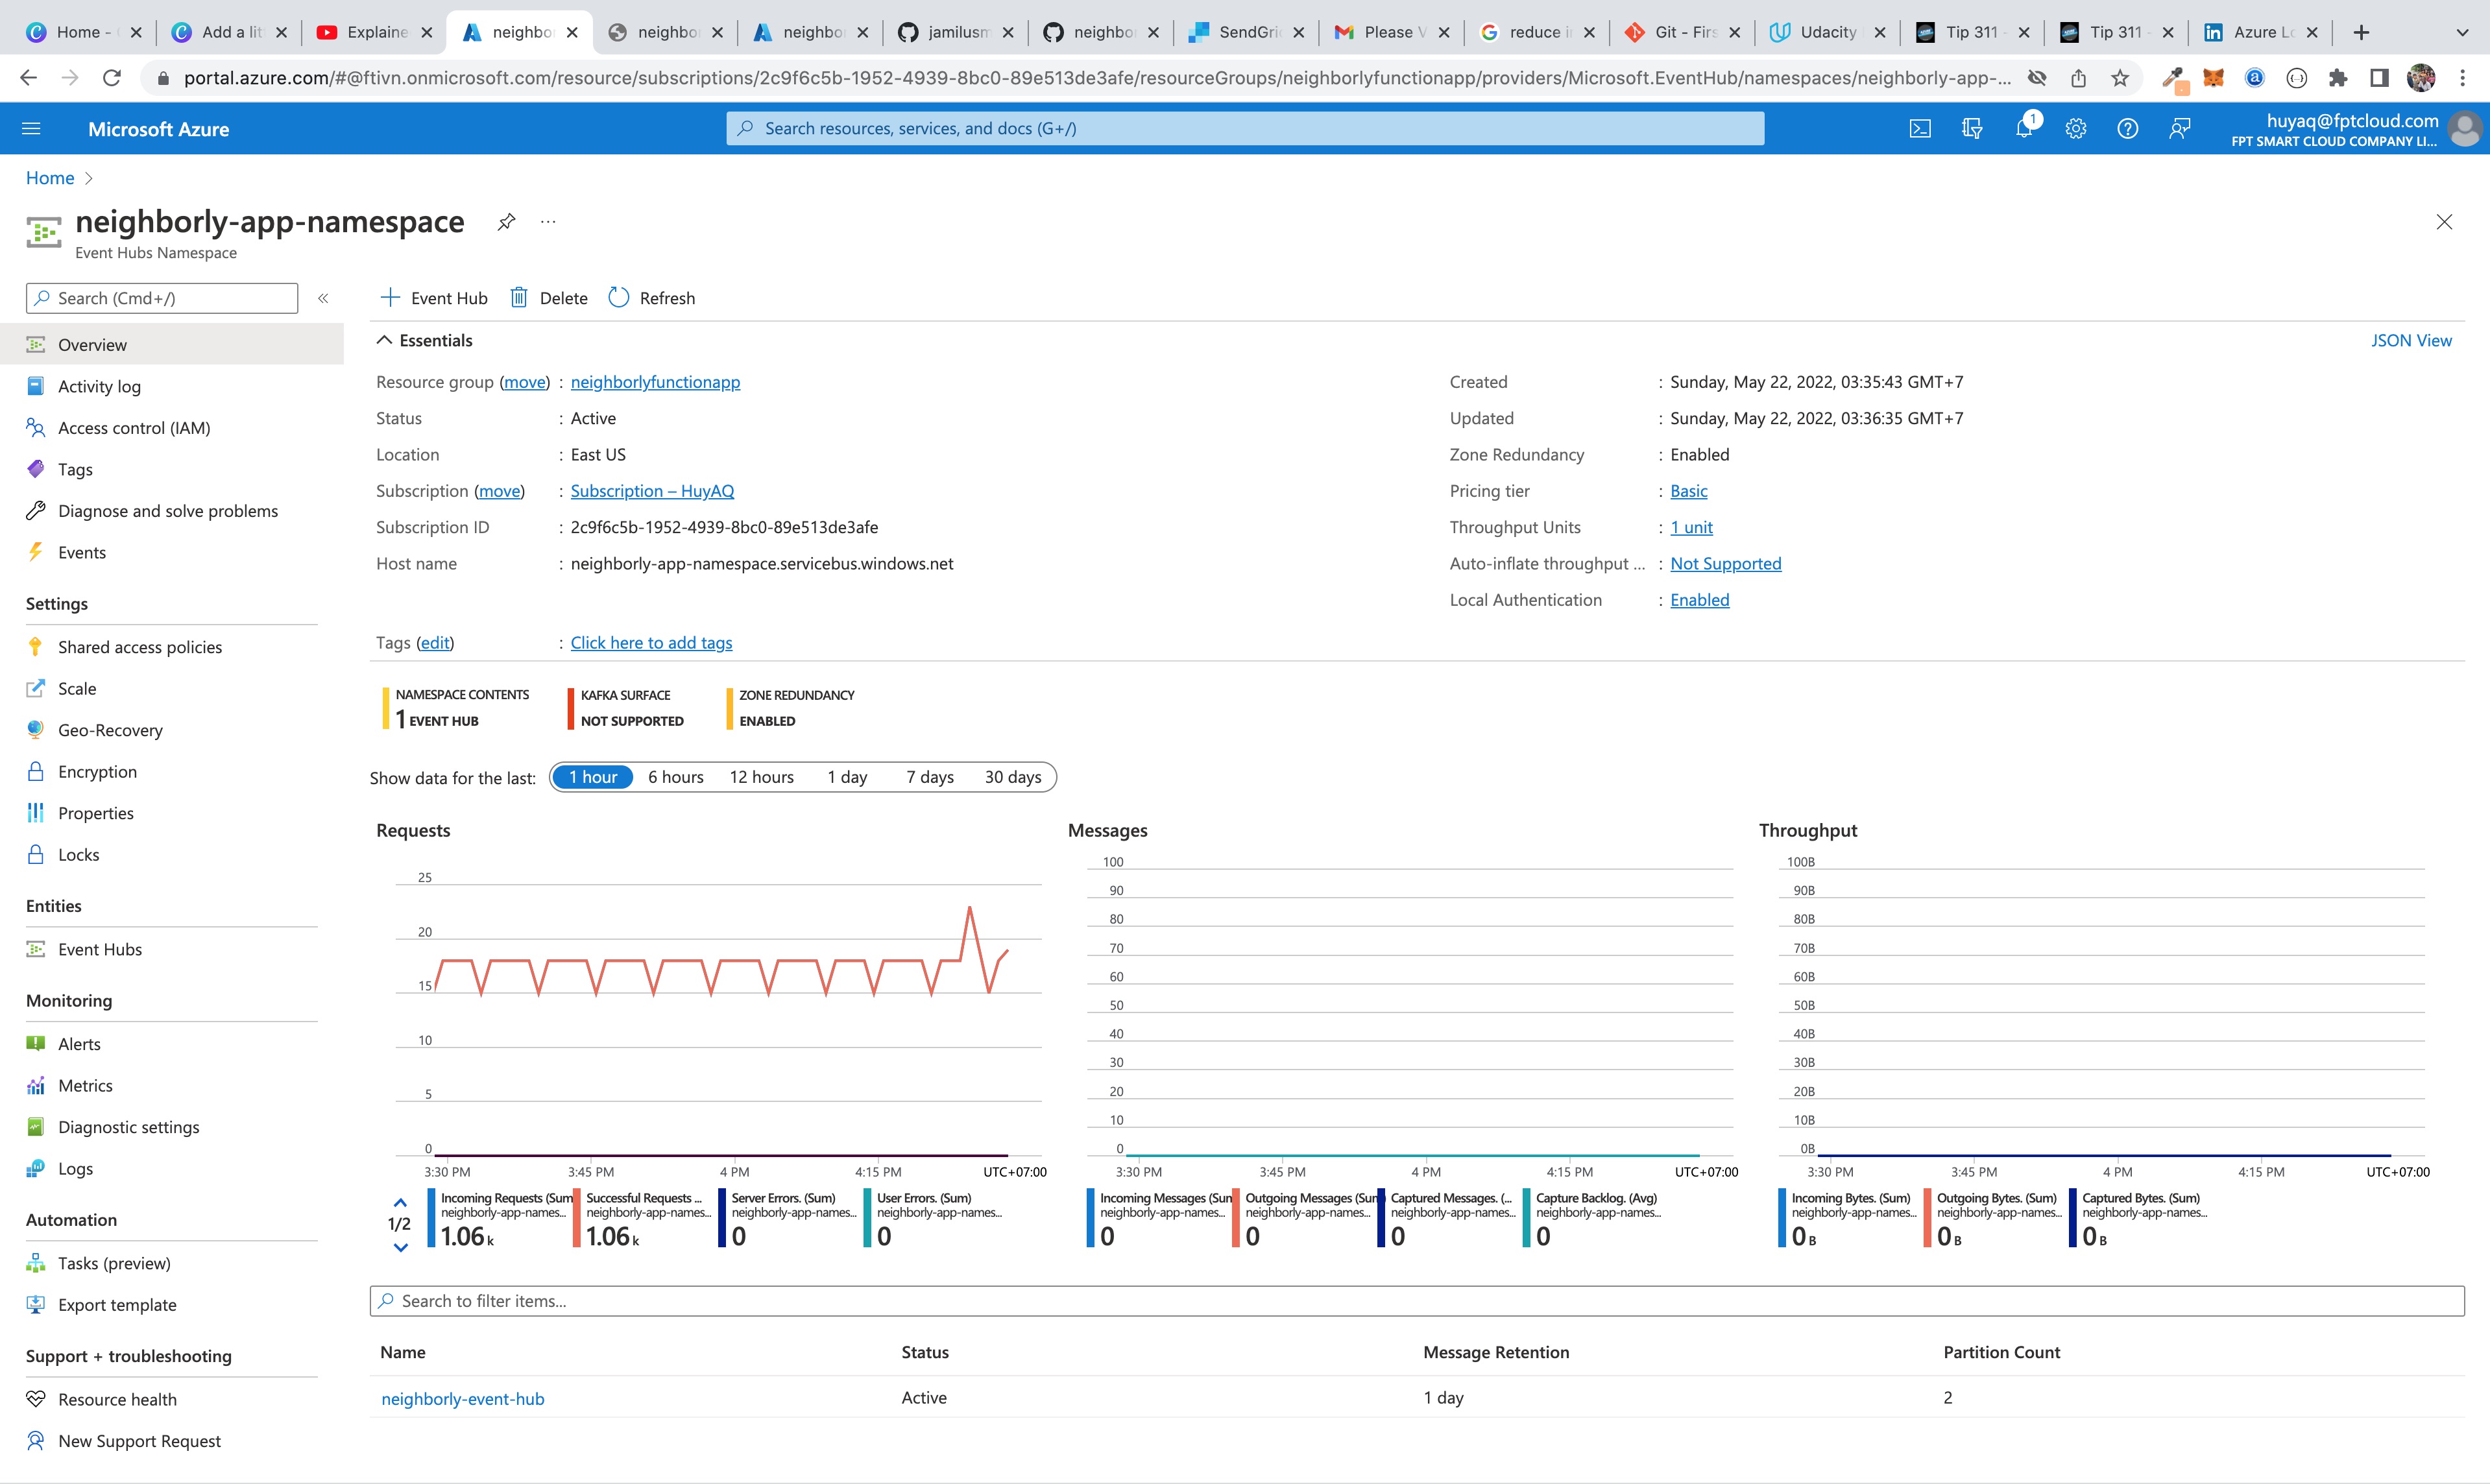 Home - 
Add a lit
Explaine
neighbor
neighbor
neighbor
jamilusm
neighbor
SendGri
Please V
reduce i
Git - Firs
Udacity
Tip 311 -
Tip 311 -
Azure Lo
portal.azure.com/#@ftivn.onmicrosoft.com/resource/subscriptions/2c9f6c5b-1952-4939-8bc0-89e513de3afe/resourceGroups/neighborlyfunctionapp/providers/Microsoft.EventHub/namespaces/neighborly-app-...
Microsoft Azure
Search resources, services, and docs (G+/)
1
huyaq@fptcloud.com
FPT SMART CLOUD COMPANY LI...
Home >
neighborly-app-namespace
...
Event Hubs Namespace
Search (Cmd+/)
«
Event Hub
Delete
Refresh
Overview
Activity log
Access control (IAM)
Tags
Diagnose and solve problems
Events
Settings
Shared access policies
Scale
Geo-Recovery
Encryption
Properties
Locks
Entities
Event Hubs
Monitoring
Alerts
Metrics
Diagnostic settings
Logs
Automation
Tasks (preview)
Export template
Support + troubleshooting
Resource health
New Support Request
Essentials
JSON View
Resource group (move) : neighborlyfunctionapp
Status : Active
Location : East US
Subscription (move) : Subscription – HuyAQ
Subscription ID : 2c9f6c5b-1952-4939-8bc0-89e513de3afe
Host name : neighborly-app-namespace.servicebus.windows.net
Created : Sunday, May 22, 2022, 03:35:43 GMT+7
Updated : Sunday, May 22, 2022, 03:36:35 GMT+7
Zone Redundancy : Enabled
Pricing tier : Basic
Throughput Units : 1 unit
Auto-inflate throughput ... : Not Supported
Local Authentication : Enabled
Tags (edit) : Click here to add tags
NAMESPACE CONTENTS
1 EVENT HUB
KAFKA SURFACE
NOT SUPPORTED
ZONE REDUNDANCY
ENABLED
Show data for the last: 1 hour 6 hours 12 hours 1 day 7 days 30 days
Requests
25
20
15
10
5
0
3:30 PM 3:45 PM 4 PM 4:15 PM UTC+07:00
1/2
Incoming Requests (Sum
neighborly-app-names...
1.06 k
Successful Requests ...
neighborly-app-names...
1.06 k
Server Errors. (Sum)
neighborly-app-names...
0
User Errors. (Sum)
neighborly-app-names...
0
Messages
100
90
80
70
60
50
40
30
20
10
0
3:30 PM 3:45 PM 4 PM 4:15 PM UTC+07:00
Incoming Messages (Sum
neighborly-app-names...
0
Outgoing Messages (Sum
neighborly-app-names...
0
Captured Messages. (...
neighborly-app-names...
0
Capture Backlog. (Avg)
neighborly-app-names...
0
Throughput
100B
90B
80B
70B
60B
50B
40B
30B
20B
10B
0B
3:30 PM 3:45 PM 4 PM 4:15 PM UTC+07:00
Incoming Bytes. (Sum)
neighborly-app-names...
0 B
Outgoing Bytes. (Sum)
neighborly-app-names...
0 B
Captured Bytes. (Sum)
neighborly-app-names...
0 B
Search to filter items...
Name Status Message Retention Partition Count
neighborly-event-hub Active 1 day 2